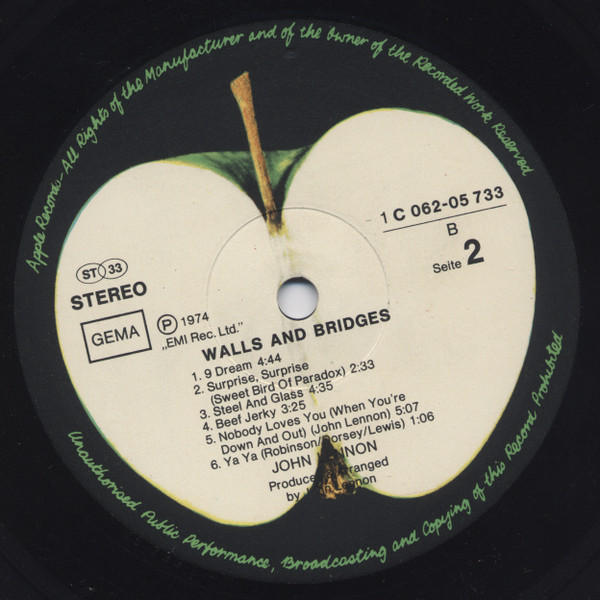 Apple Records-All Rights of the Manufacturer and of the Owner of the Recorded Work Reserved
1 C 062-05 733
B
Seite 2
ST 33
STEREO
GEMA
Ⓟ 1974
„EMI Rec. Ltd."
WALLS AND BRIDGES
1. 9 Dream 4:44
2. Surprise, Surprise
(Sweet Bird Of Paradox) 2:33
3. Steel And Glass 4:35
4. Beef Jerky 3:25
5. Nobody Loves You (When You're
Down And Out) (John Lennon) 5:07
6. Ya Ya (Robinson/Dorsey/Lewis) 1:06
JOHN LENNON
Produced Arranged
by John Lennon
Unauthorised Public Performance, Broadcasting and Copying of this Record Prohibited